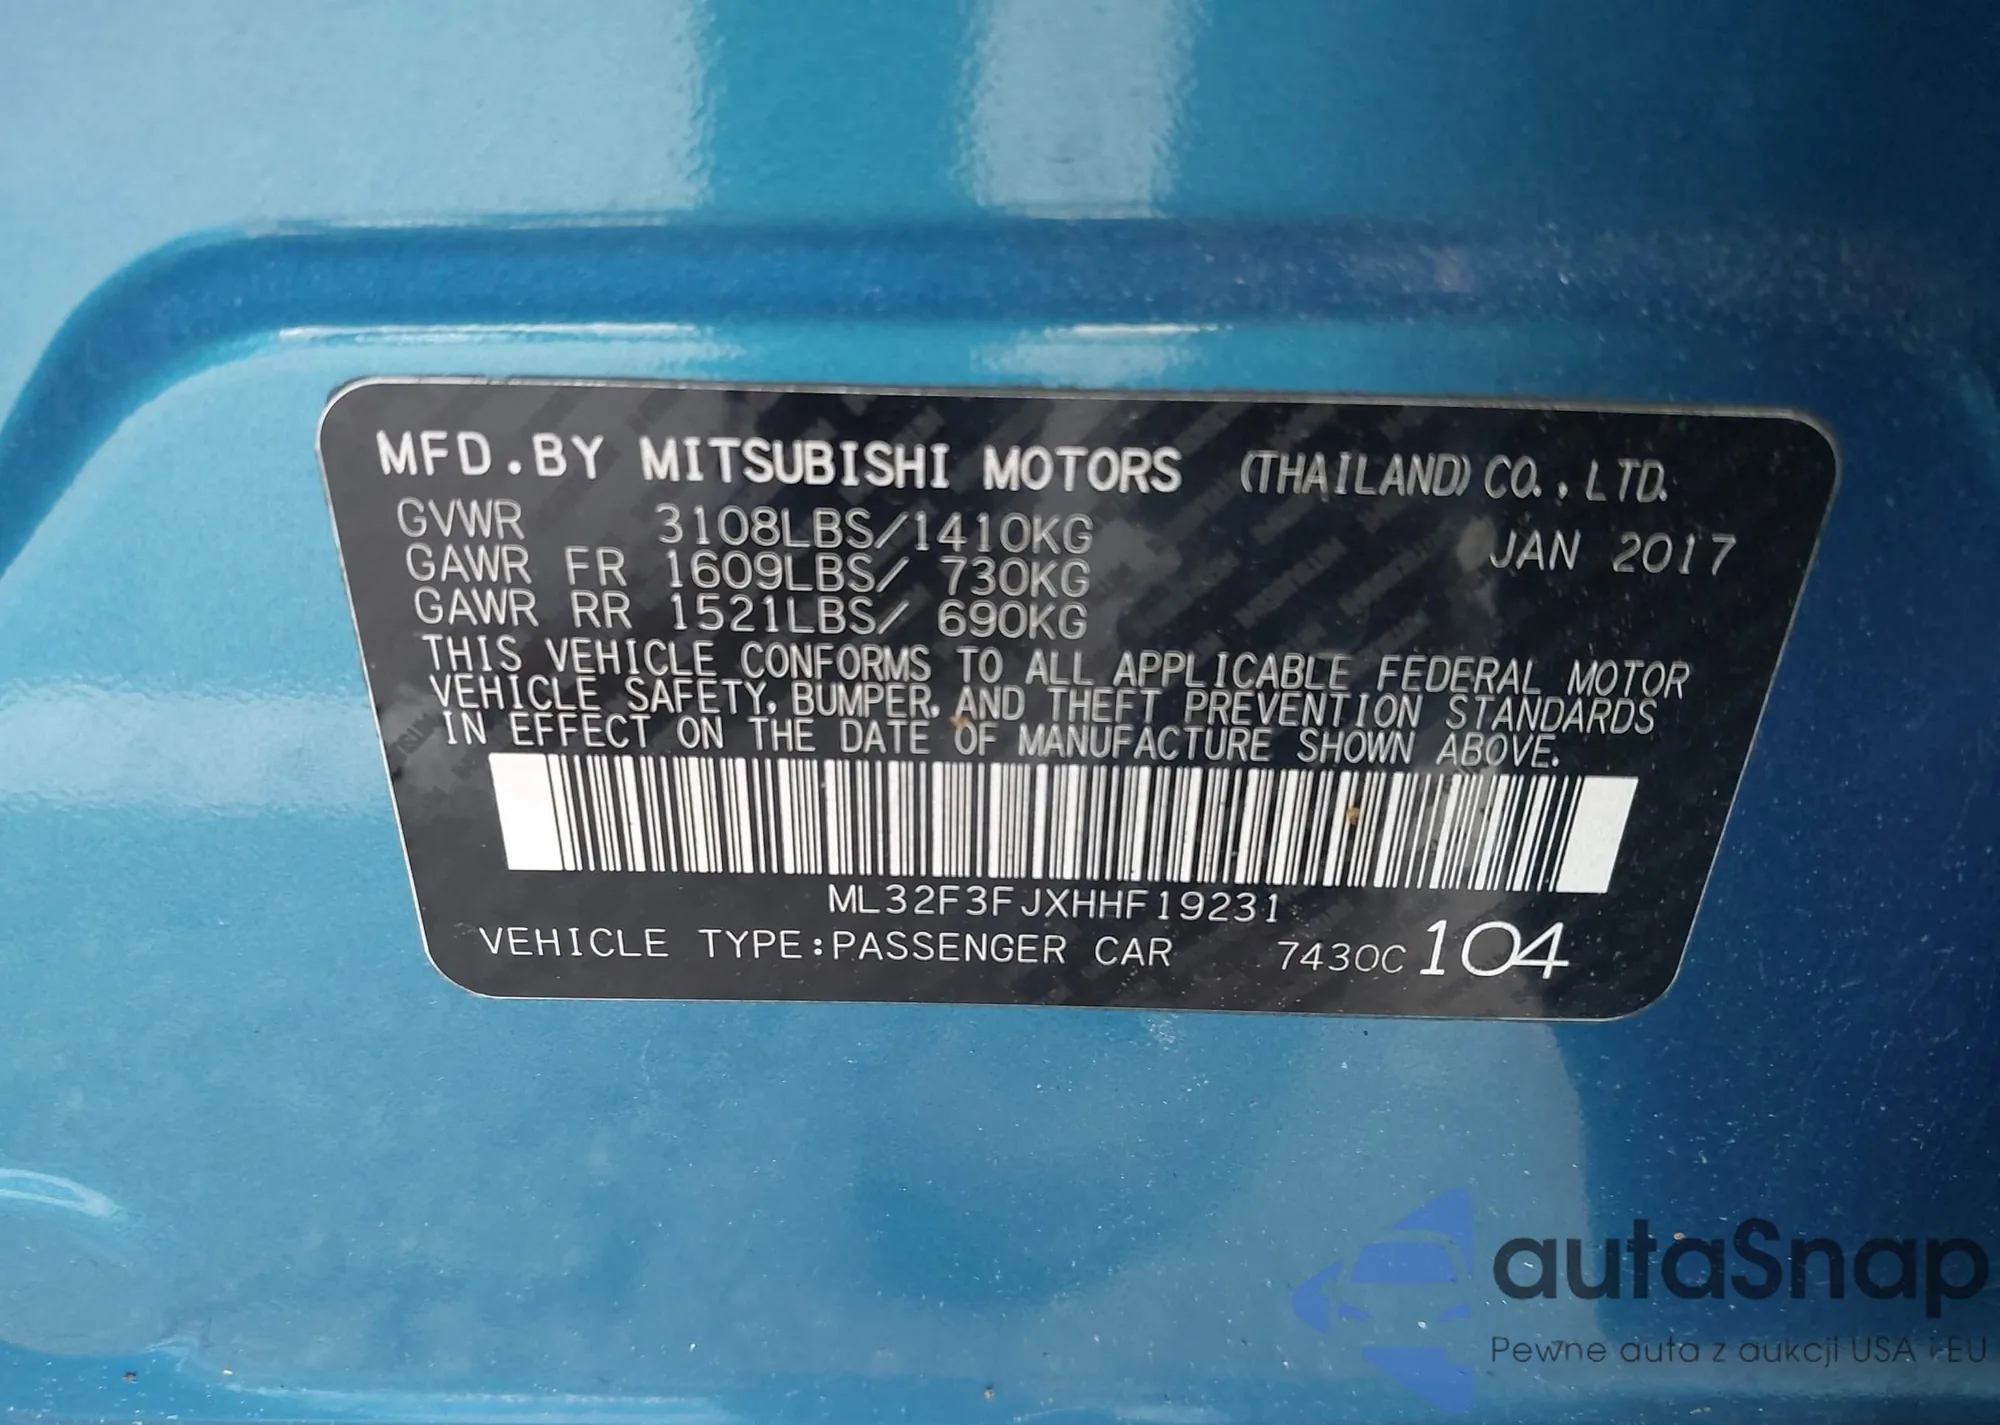 MFD.BY MITSUBISHI MOTORS (THAILAND) CO., LTD.
GVWR 3108LBS/1410KG JAN 2017
GAWR FR 1609LBS/ 730KG
GAWR RR 1521LBS/ 690KG
THIS VEHICLE CONFORMS TO ALL APPLICABLE FEDERAL MOTOR
VEHICLE SAFETY, BUMPER, AND THEFT PREVENTION STANDARDS
IN EFFECT ON THE DATE OF MANUFACTURE SHOWN ABOVE.
ML32F3FJXHHF19231
VEHICLE TYPE:PASSENGER CAR 7430C 104
autaSnap
Pewne auta z aukcji USA i EU